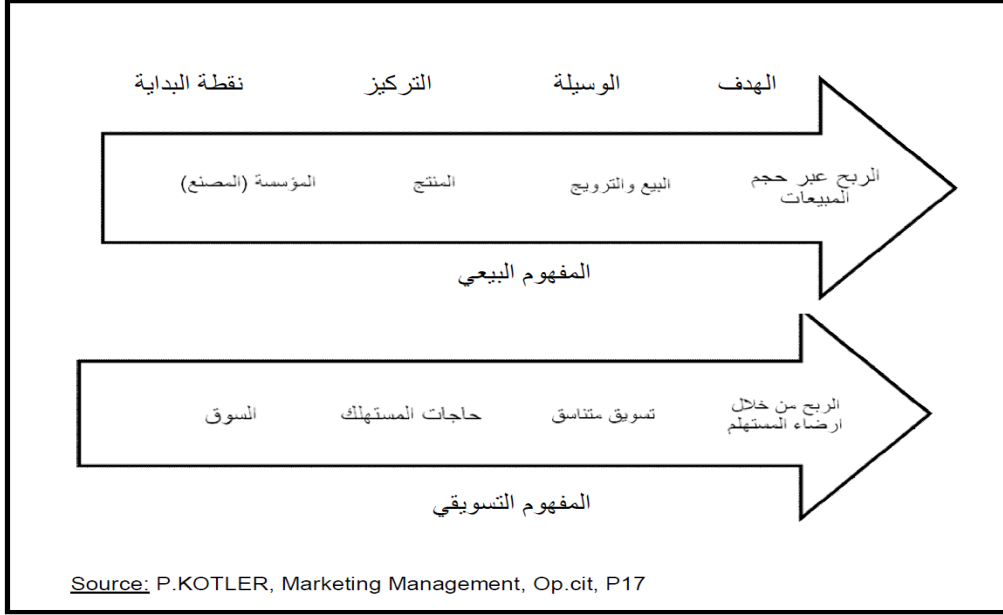 نقطة البداية التركيز الوسيلة الهدف
المؤسسة (المصنع) المنتج البيع والترويج الربح عبر حجم
المبيعات
المفهوم البيعي
السوق حاجات المستهلك تسويق متناسق الربح من خلال
ارضاء المستهلم
المفهوم التسويقي
Source: P.KOTLER, Marketing Management, Op.cit, P17